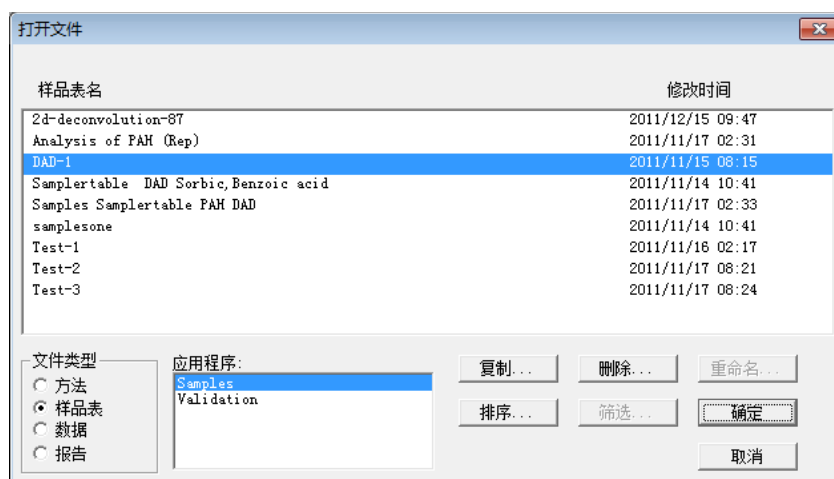 打开文件
样品表名 修改时间
2d-deconvolution-87 2011/12/15 09:47
Analysis of PAH (Rep) 2011/11/17 02:31
DAD-1 2011/11/15 08:15
Samplertable  DAD Sorbic,Benzoic acid 2011/11/14 10:41
Samples Samplertable PAH DAD 2011/11/17 02:33
samplesone 2011/11/14 10:41
Test-1 2011/11/16 02:17
Test-2 2011/11/17 08:21
Test-3 2011/11/17 08:24
文件类型
方法
样品表
数据
报告
应用程序:
Samples
Validation
复制... 删除... 重命名...
排序... 筛选... 确定
取消